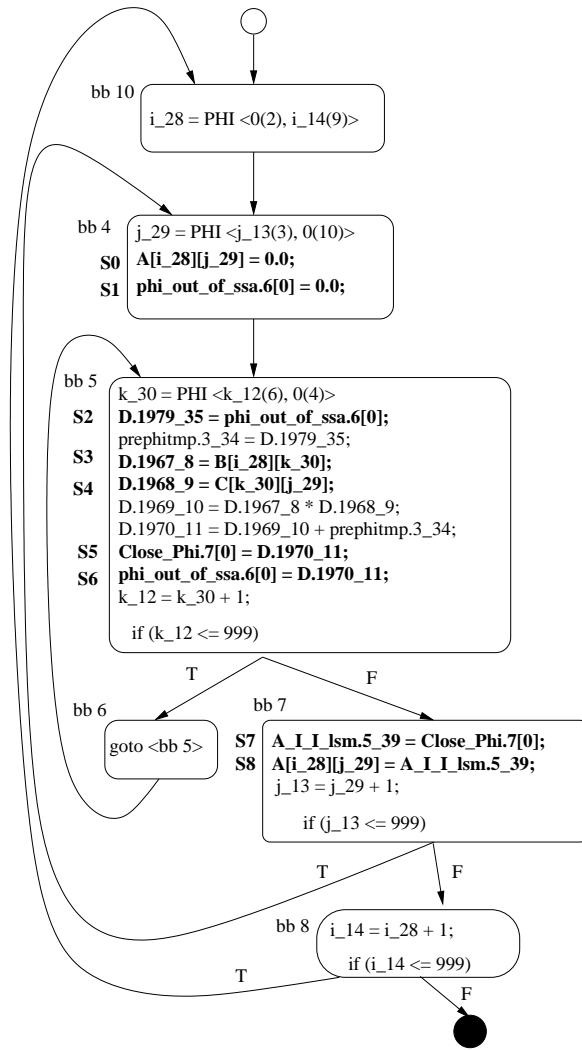 bb 10
i_28 = PHI <0(2), i_14(9)>
bb 4
j_29 = PHI <j_13(3), 0(10)>
S0 A[i_28][j_29] = 0.0;
S1 phi_out_of_ssa.6[0] = 0.0;
bb 5
k_30 = PHI <k_12(6), 0(4)>
S2 D.1979_35 = phi_out_of_ssa.6[0];
prephitmp.3_34 = D.1979_35;
S3 D.1967_8 = B[i_28][k_30];
S4 D.1968_9 = C[k_30][j_29];
D.1969_10 = D.1967_8 * D.1968_9;
D.1970_11 = D.1969_10 + prephitmp.3_34;
S5 Close_Phi.7[0] = D.1970_11;
S6 phi_out_of_ssa.6[0] = D.1970_11;
k_12 = k_30 + 1;
if (k_12 <= 999)
T F
bb 6
goto <bb 5>
bb 7
S7 A_I_I_lsm.5_39 = Close_Phi.7[0];
S8 A[i_28][j_29] = A_I_I_lsm.5_39;
j_13 = j_29 + 1;
if (j_13 <= 999)
T F
bb 8
i_14 = i_28 + 1;
if (i_14 <= 999)
T F